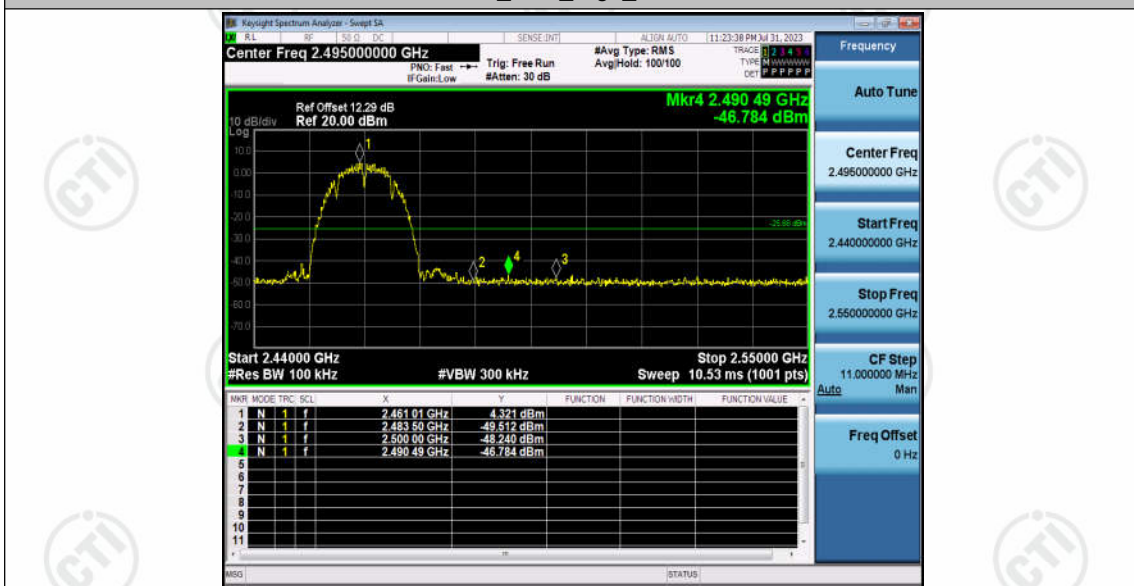 Keysight Spectrum Analyzer - Swept SA
RL RF 50 Ω DC SENSE:INT ALIGN AUTO 11:23:38 PM Jul 31, 2023
Center Freq 2.495000000 GHz #Avg Type: RMS TRACE 1 2 3 4 5 6
PNO: Fast Trig: Free Run Avg|Hold: 100/100 TYPE M WWWWW
IFGain:Low #Atten: 30 dB DET P P P P P P
Frequency
Auto Tune
Center Freq
2.495000000 GHz
Start Freq
2.440000000 GHz
Stop Freq
2.550000000 GHz
CF Step
11.000000 MHz
Auto Man
Freq Offset
0 Hz
Mkr4 2.490 49 GHz
-46.784 dBm
Ref Offset 12.29 dB
10 dB/div Ref 20.00 dBm
Log
10.0
0.00
-10.0
-20.0
-30.0
-40.0
-50.0
-60.0
-70.0
1
2
4
3
Start 2.44000 GHz Stop 2.55000 GHz
#Res BW 100 kHz #VBW 300 kHz Sweep 10.53 ms (1001 pts)
MKR MODE TRC SCL X Y FUNCTION FUNCTION WIDTH FUNCTION VALUE
1 N 1 f 2.461 01 GHz 4.321 dBm
2 N 1 f 2.483 50 GHz -49.512 dBm
3 N 1 f 2.500 00 GHz -48.240 dBm
4 N 1 f 2.490 49 GHz -46.784 dBm
5
6
7
8
9
10
11
MSG STATUS
CTI
CTI
CTI
CTI